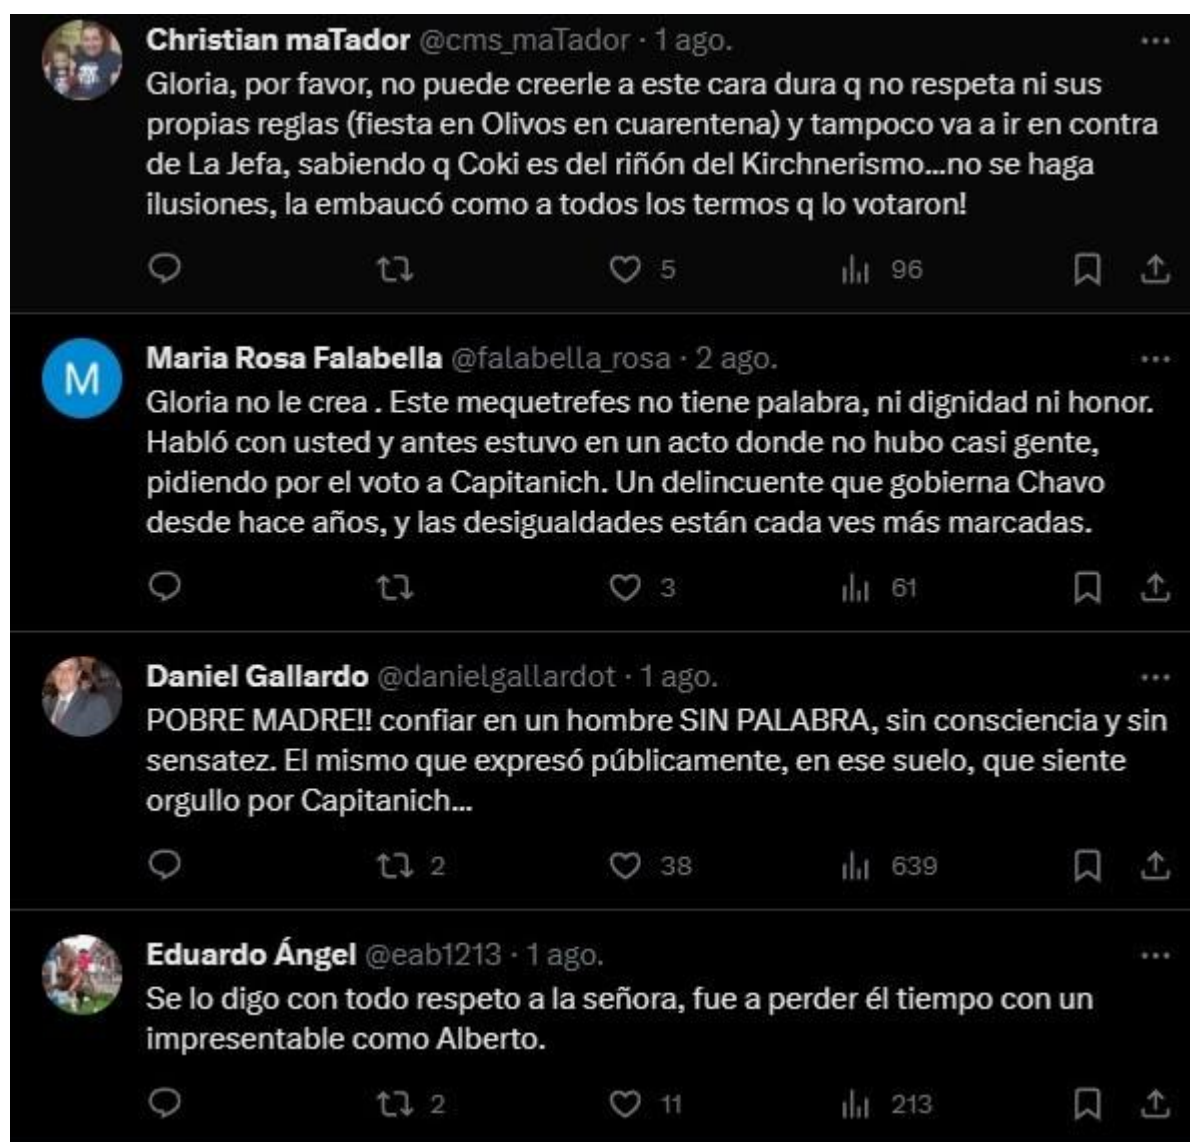 Christian maTador @cms_maTador · 1 ago.
Gloria, por favor, no puede creerle a este cara dura q no respeta ni sus
propias reglas (fiesta en Olivos en cuarentena) y tampoco va a ir en contra
de La Jefa, sabiendo q Coki es del riñón del Kirchnerismo...no se haga
ilusiones, la embaucó como a todos los termos q lo votaron!
5 96
Maria Rosa Falabella @falabella_rosa · 2 ago.
M
Gloria no le crea . Este mequetrefes no tiene palabra, ni dignidad ni honor.
Habló con usted y antes estuvo en un acto donde no hubo casi gente,
pidiendo por el voto a Capitanich. Un delincuente que gobierna Chavo
desde hace años, y las desigualdades están cada ves más marcadas.
3 61
Daniel Gallardo @danielgallardot · 1 ago.
POBRE MADRE!! confiar en un hombre SIN PALABRA, sin consciencia y sin
sensatez. El mismo que expresó públicamente, en ese suelo, que siente
orgullo por Capitanich...
2 38 639
Eduardo Ángel @eab1213 · 1 ago.
Se lo digo con todo respeto a la señora, fue a perder él tiempo con un
impresentable como Alberto.
2 11 213